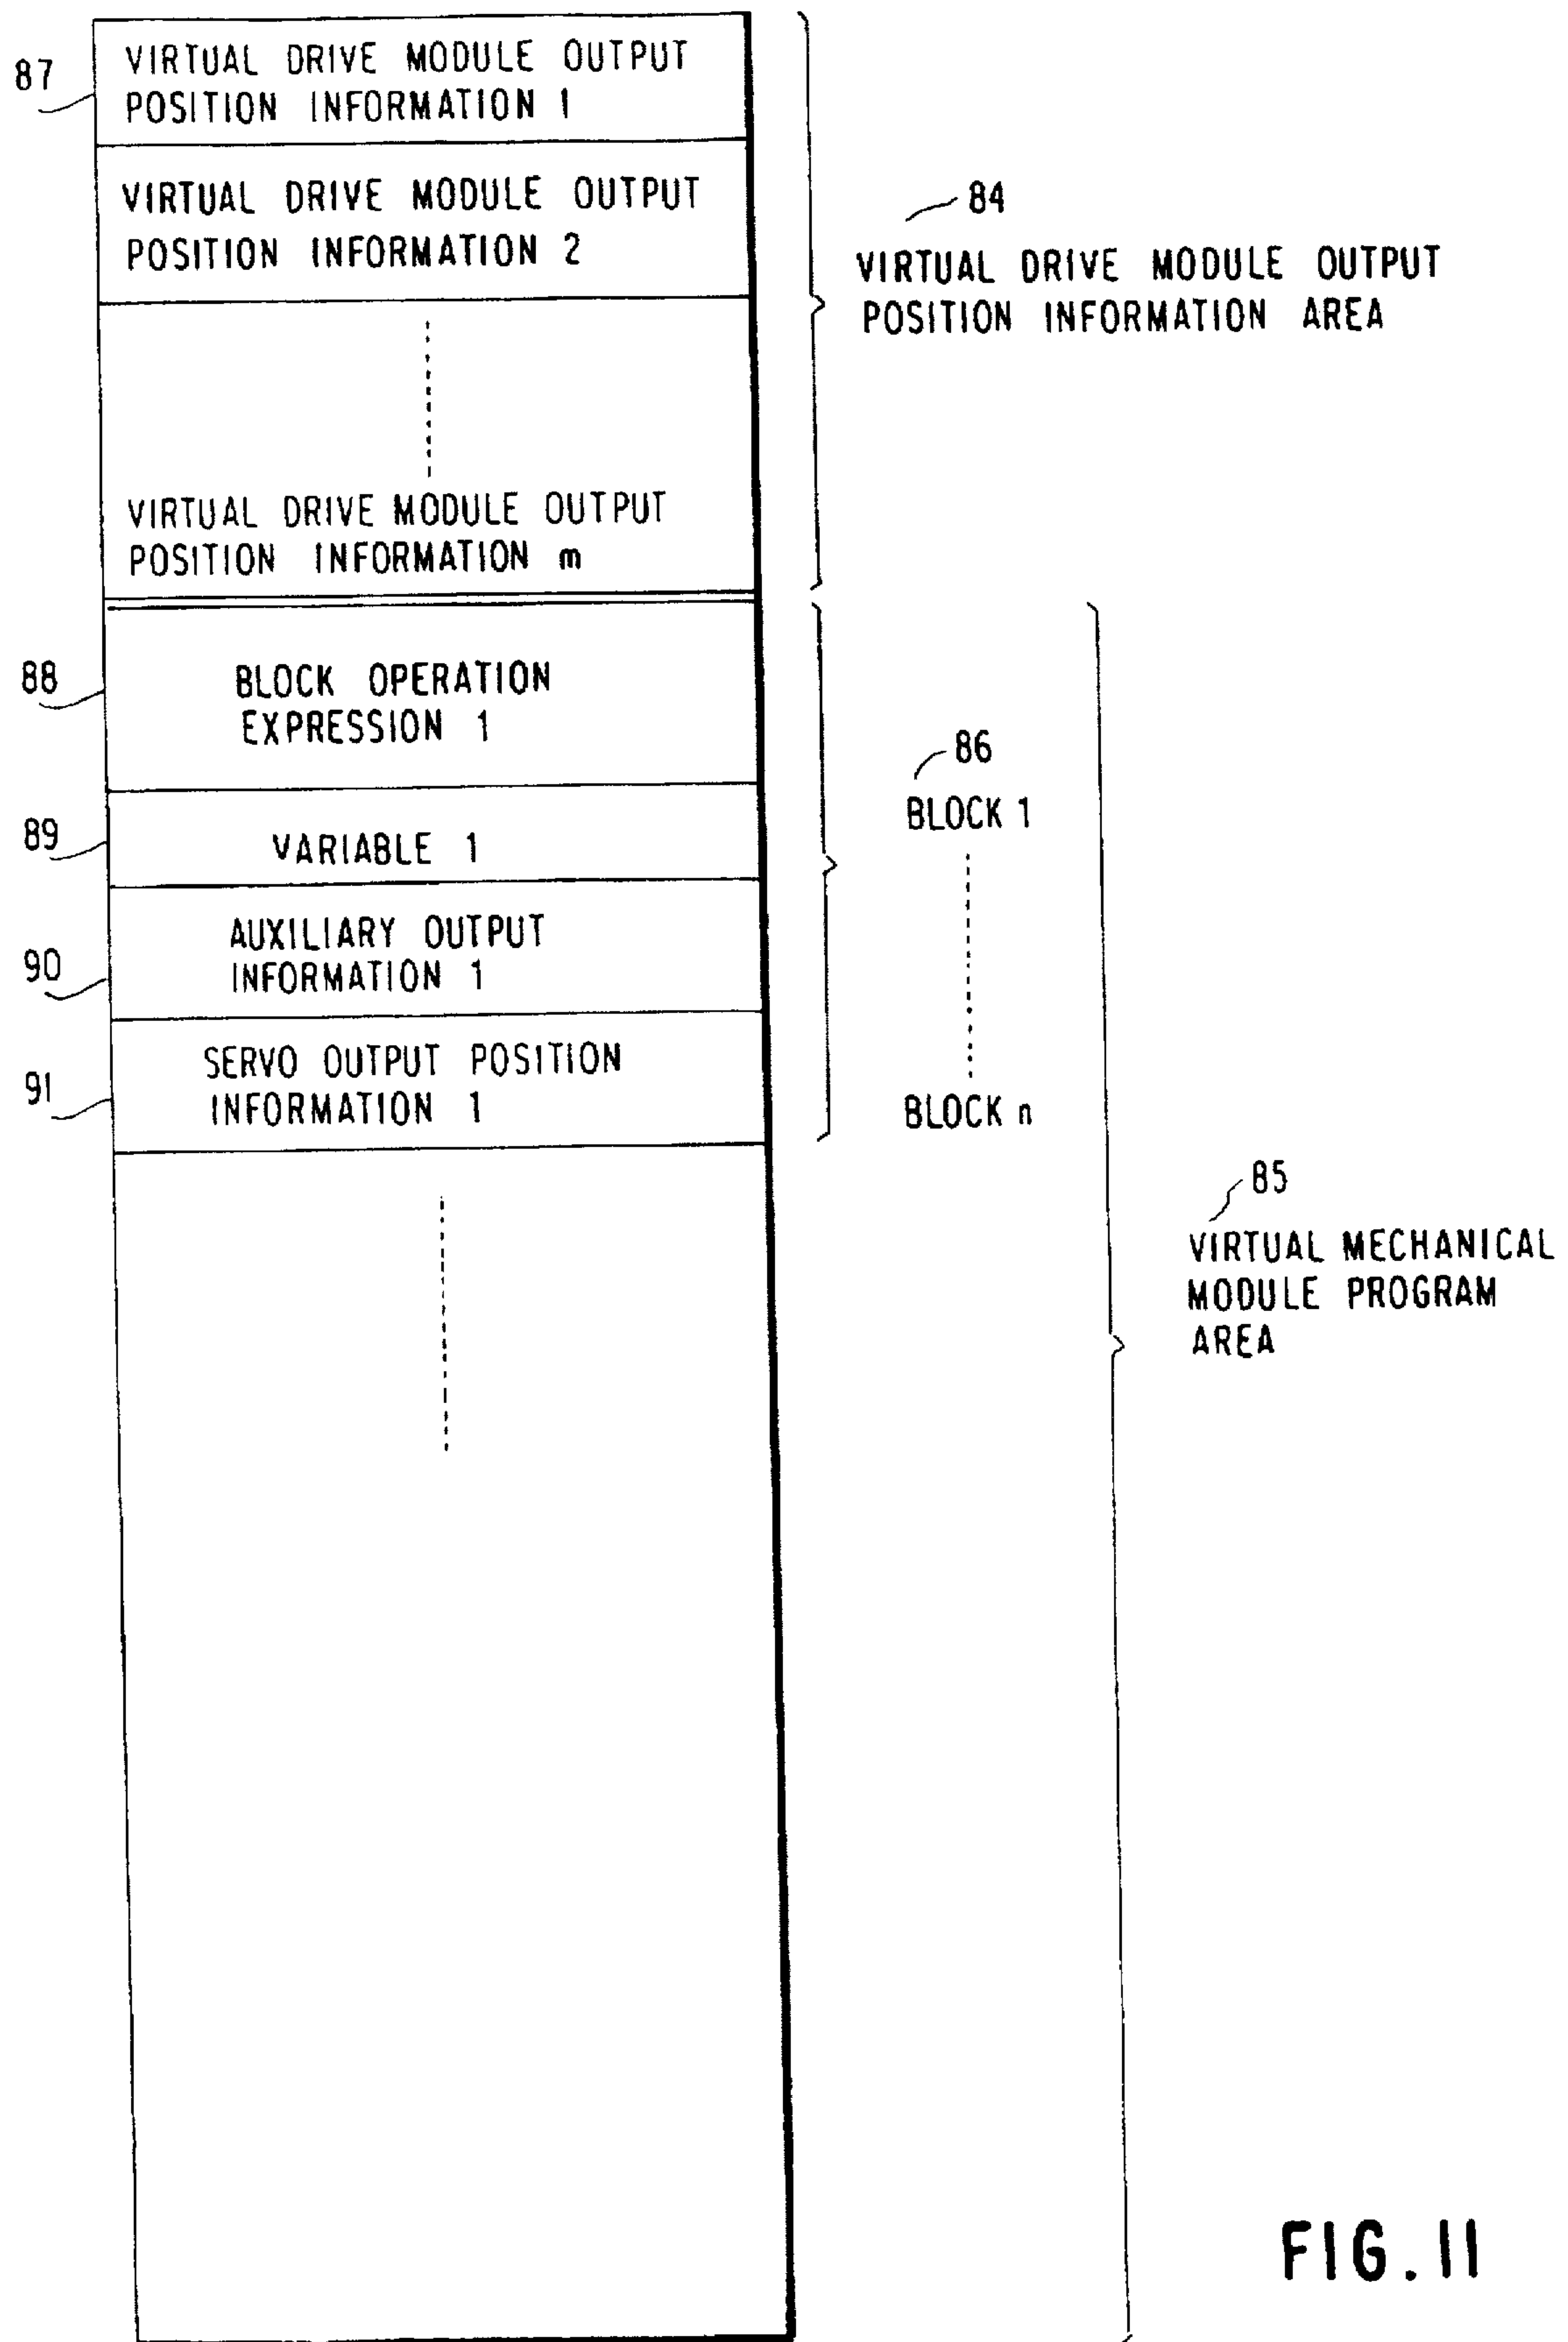 87
VIRTUAL DRIVE MODULE OUTPUT
POSITION INFORMATION 1
VIRTUAL DRIVE MODULE OUTPUT
POSITION INFORMATION 2
84
VIRTUAL DRIVE MODULE OUTPUT
POSITION INFORMATION AREA
VIRTUAL DRIVE MODULE OUTPUT
POSITION INFORMATION m
88
BLOCK OPERATION
EXPRESSION 1
86
BLOCK 1
89
VARIABLE 1
90
AUXILIARY OUTPUT
INFORMATION 1
91
SERVO OUTPUT POSITION
INFORMATION 1
BLOCK n
85
VIRTUAL MECHANICAL
MODULE PROGRAM
AREA
FIG. 11